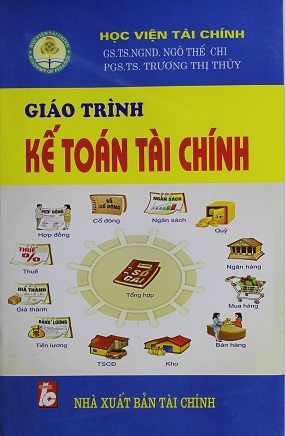 HỌC VIỆN TÀI CHÍNH
GS.TS.NGND. NGÔ THẾ CHI
PGS.TS. TRƯƠNG THỊ THỦY
GIÁO TRÌNH
KẾ TOÁN TÀI CHÍNH
HỢP ĐỒNG
Hợp đồng
SỔ
CỔ ĐÔNG
Cổ đông
NGÂN SÁCH
Ngân sách
Quỹ
THUẾ
%
Thuế
Ngân hàng
SỔ
CÁI
Tổng hợp
GIÁ THÀNH
Giá thành
Mua hàng
BẢNG LƯƠNG
Tiền lương
TSCĐ
Kho
Bán hàng
NHÀ XUẤT BẢN TÀI CHÍNH